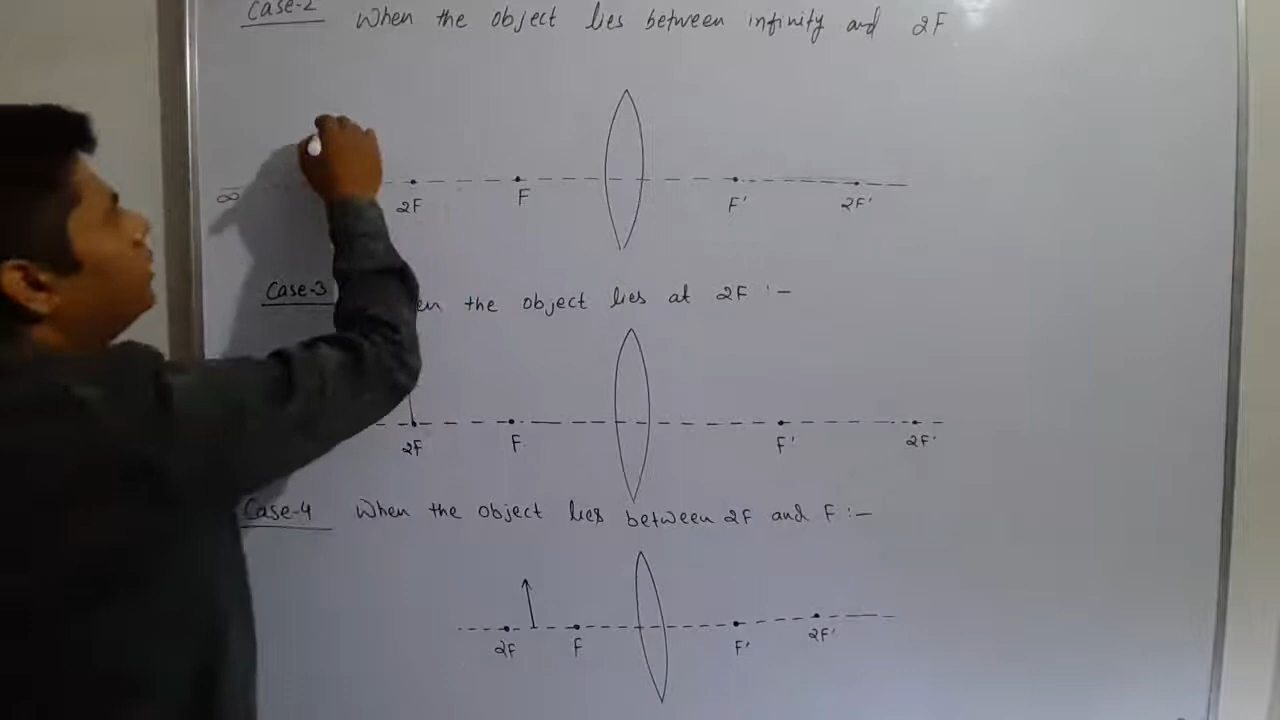 Case-2 When the object lies between infinity and 2F
∞ 2F F F' 2F'
Case-3 en the object lies at 2F :-
2F F F' 2F'
Case-4 When the object lies between 2F and F :-
2F F F' 2F'